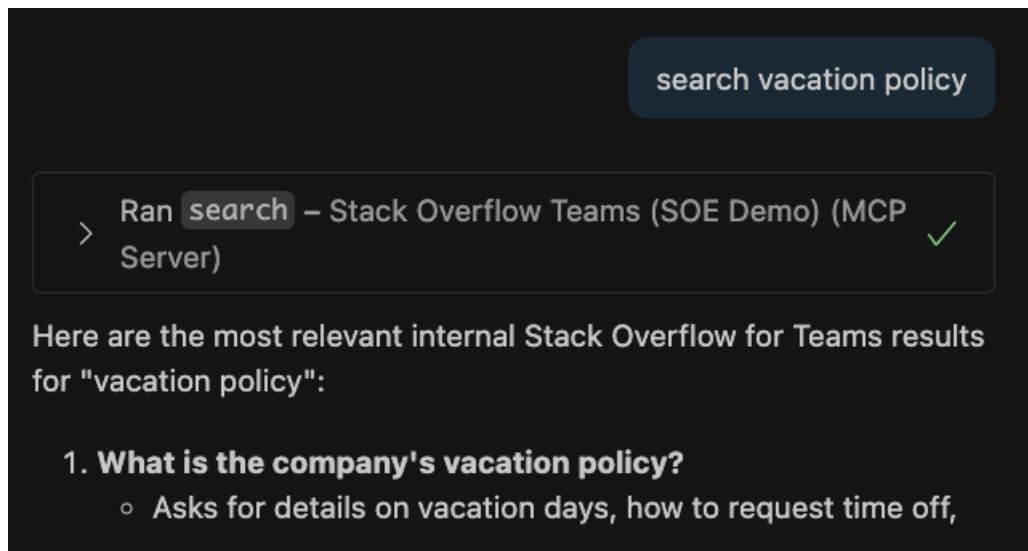 search vacation policy
Ran search – Stack Overflow Teams (SOE Demo) (MCP
Server)
Here are the most relevant internal Stack Overflow for Teams results
for "vacation policy":
1. What is the company's vacation policy?
◦ Asks for details on vacation days, how to request time off,